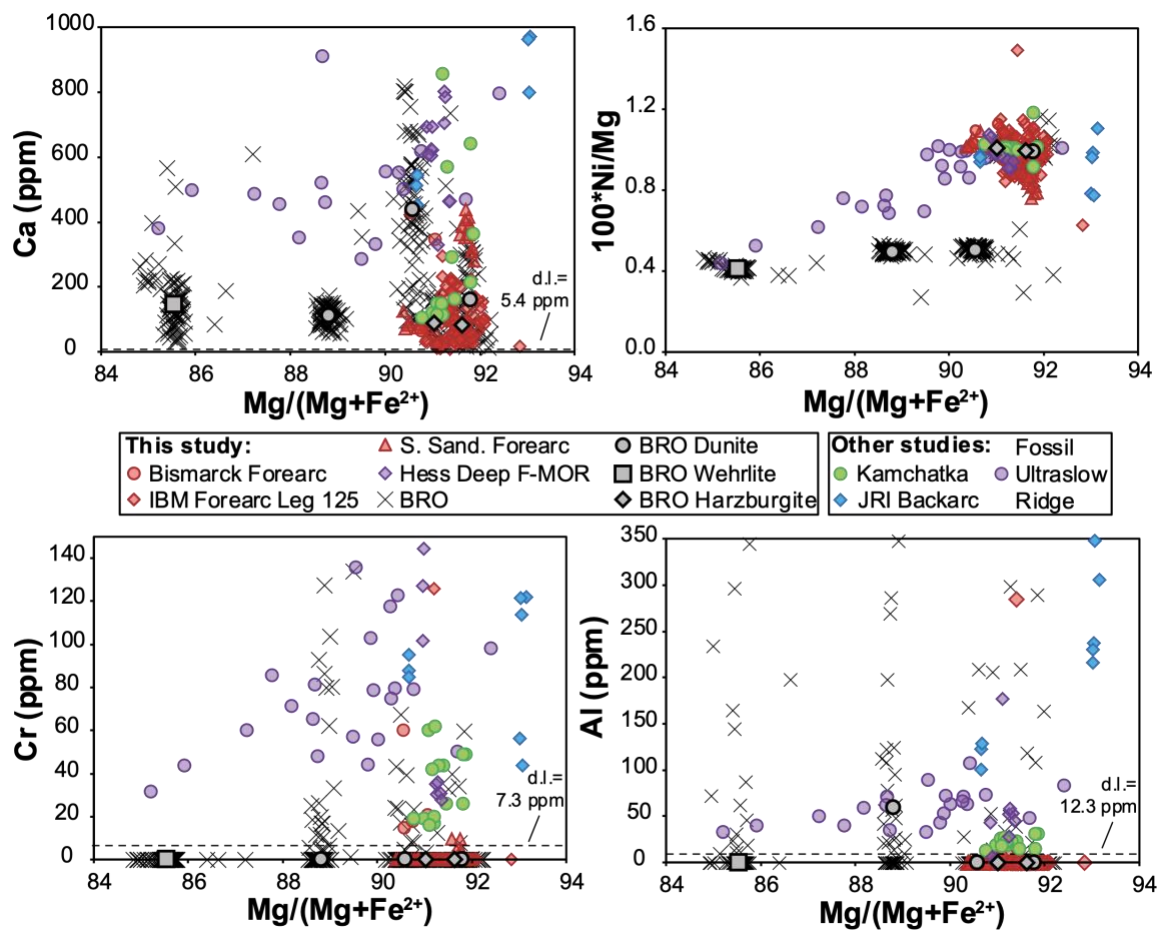 1000
800
600
400
200
0
Ca (ppm)
d.l.=
5.4 ppm
84 86 88 90 92 94
Mg/(Mg+Fe²⁺)
1.6
1.2
0.8
0.4
0.0
100*Ni/Mg
84 86 88 90 92 94
Mg/(Mg+Fe²⁺)
This study:
Bismarck Forearc
IBM Forearc Leg 125
S. Sand. Forearc
Hess Deep F-MOR
BRO
BRO Dunite
BRO Wehrlite
BRO Harzburgite
Other studies:
Kamchatka
JRI Backarc
Fossil
Ultraslow
Ridge
140
120
100
80
60
40
20
0
Cr (ppm)
d.l.=
7.3 ppm
84 86 88 90 92 94
Mg/(Mg+Fe²⁺)
350
300
250
200
150
100
50
0
Al (ppm)
d.l.=
12.3 ppm
84 86 88 90 92 94
Mg/(Mg+Fe²⁺)